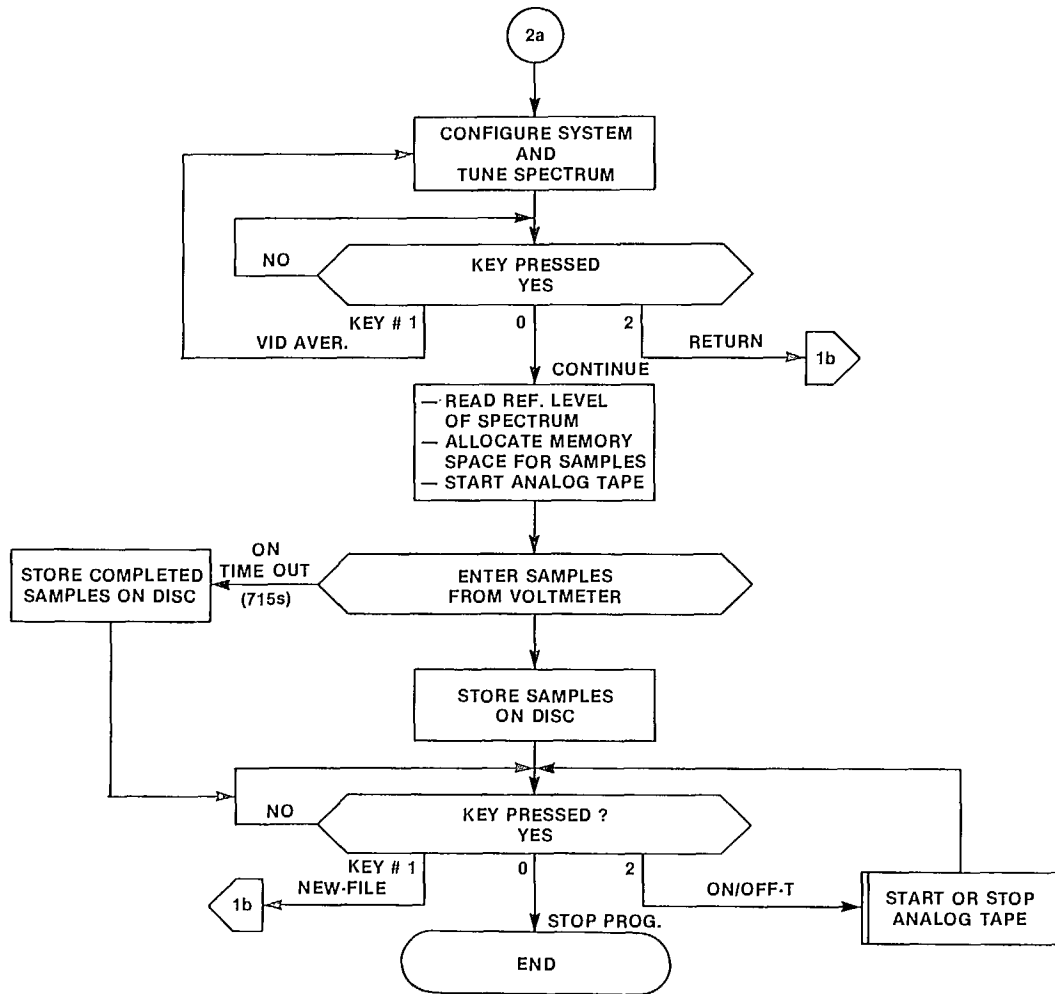 2a
CONFIGURE SYSTEM
AND
TUNE SPECTRUM
NO
KEY PRESSED
YES
KEY # 1
0
2
VID AVER.
RETURN
1b
CONTINUE
— READ REF. LEVEL
OF SPECTRUM
— ALLOCATE MEMORY
SPACE FOR SAMPLES
— START ANALOG TAPE
STORE COMPLETED
SAMPLES ON DISC
ON
TIME OUT
(715s)
ENTER SAMPLES
FROM VOLTMETER
STORE SAMPLES
ON DISC
NO
KEY PRESSED ?
YES
KEY # 1
0
2
1b
NEW-FILE
ON/OFF-T
START OR STOP
ANALOG TAPE
STOP PROG.
END